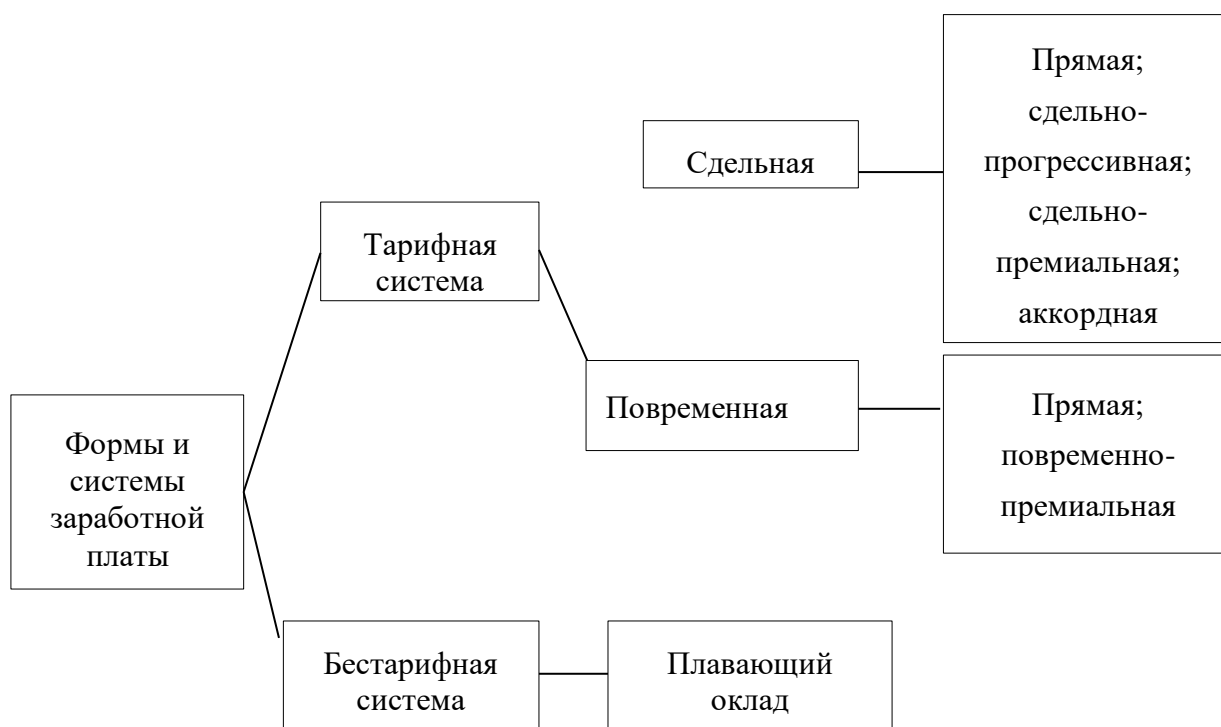 Прямая;
сдельно-
прогрессивная;
сдельно-
премиальная;
аккордная
Сдельная
Тарифная
система
Повременная
Прямая;
повременно-
премиальная
Формы и
системы
заработной
платы
Бестарифная
система
Плавающий
оклад